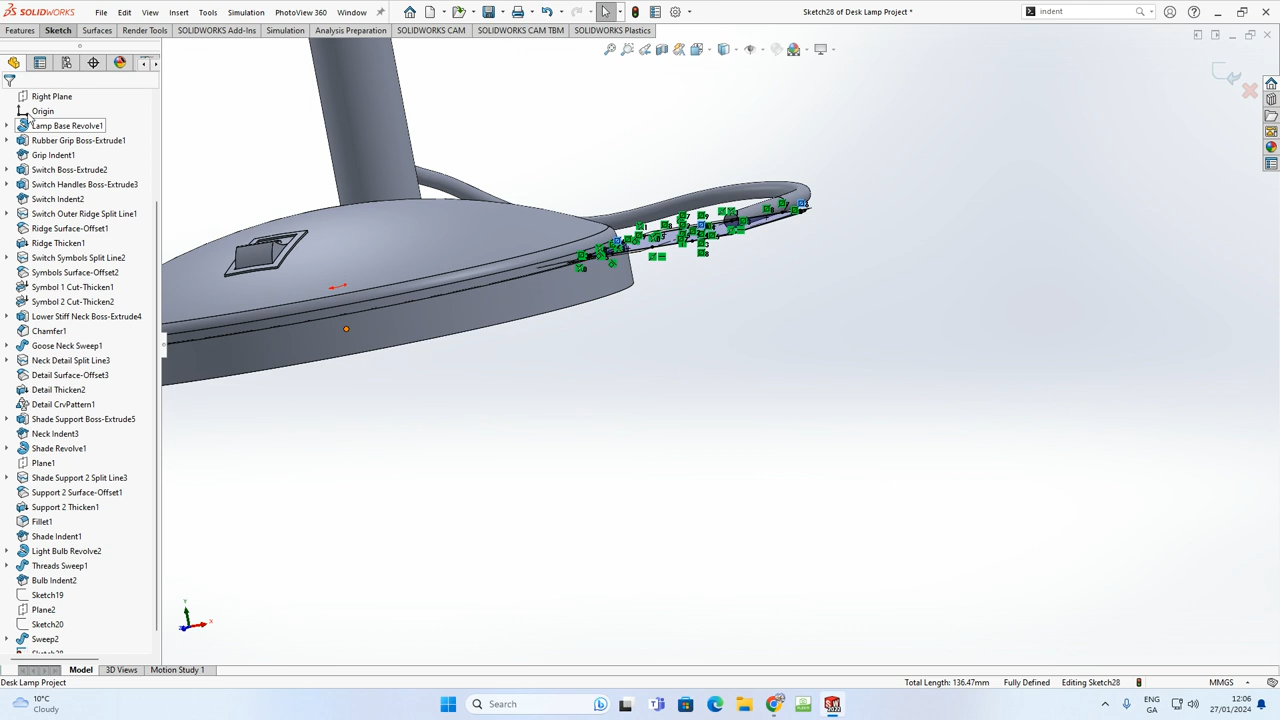 SOLIDWORKS File Edit View Insert Tools Simulation PhotoView 360 Window Sketch28 of Desk Lamp Project * indent
Features Sketch Surfaces Render Tools SOLIDWORKS Add-Ins Simulation Analysis Preparation SOLIDWORKS CAM SOLIDWORKS CAM TBM SOLIDWORKS Plastics
Right Plane
Origin
Lamp Base Revolve1
Rubber Grip Boss-Extrude1
Grip Indent1
Switch Boss-Extrude2
Switch Handles Boss-Extrude3
Switch Indent2
Switch Outer Ridge Split Line1
Ridge Surface-Offset1
Ridge Thicken1
Switch Symbols Split Line2
Symbols Surface-Offset2
Symbol 1 Cut-Thicken1
Symbol 2 Cut-Thicken2
Lower Stiff Neck Boss-Extrude4
Chamfer1
Goose Neck Sweep1
Neck Detail Split Line3
Detail Surface-Offset3
Detail Thicken2
Detail CrvPattern1
Shade Support Boss-Extrude5
Neck Indent3
Shade Revolve1
Plane1
Shade Support 2 Split Line3
Support 2 Surface-Offset1
Support 2 Thicken1
Fillet1
Shade Indent1
Light Bulb Revolve2
Threads Sweep1
Bulb Indent2
Sketch19
Plane2
Sketch20
Sweep2
Sketch28
Y
X
Z
Model 3D Views Motion Study 1
Desk Lamp Project Total Length: 136.47mm Fully Defined Editing Sketch28 MMGS
10°C
Cloudy
Search
ENG
GA
12:06
27/01/2024